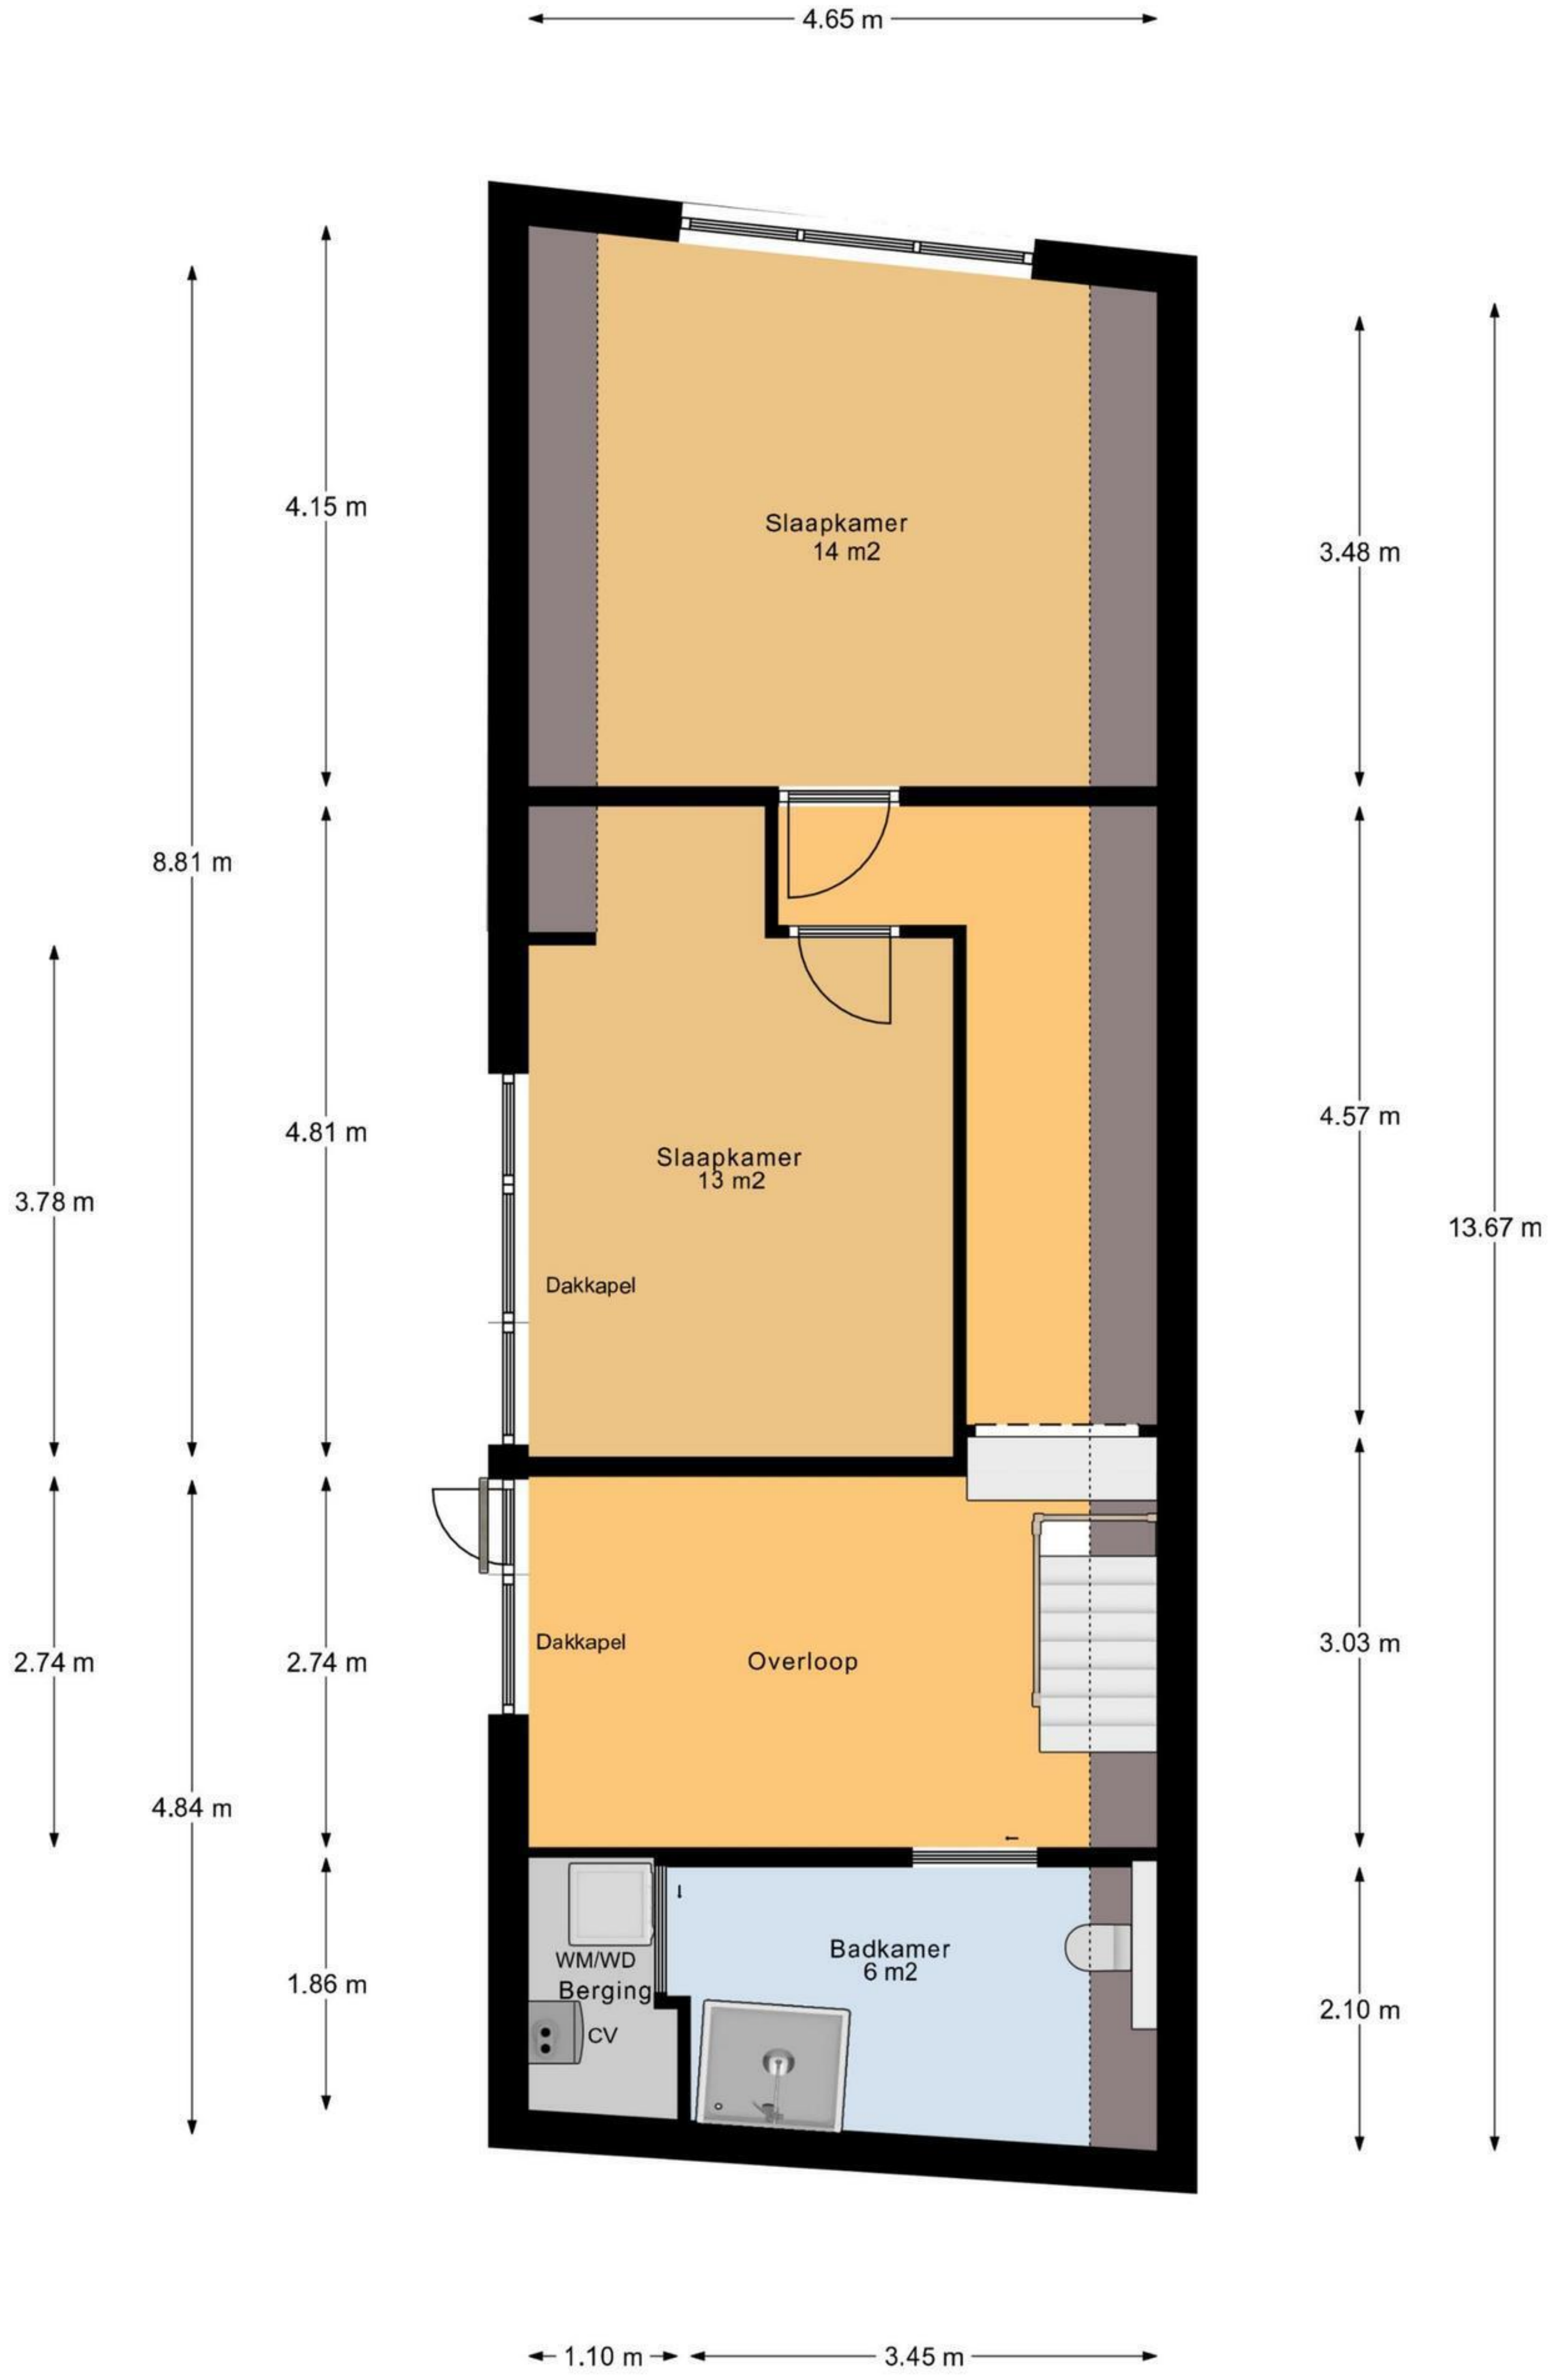 4.65 m
4.15 m
Slaapkamer
14 m2
3.48 m
8.81 m
4.81 m
4.57 m
Slaapkamer
13 m2
3.78 m
13.67 m
Dakkapel
Dakkapel
Overloop
3.03 m
2.74 m
2.74 m
4.84 m
Badkamer
6 m2
WM/WD
Berging
CV
1.86 m
2.10 m
1.10 m
3.45 m